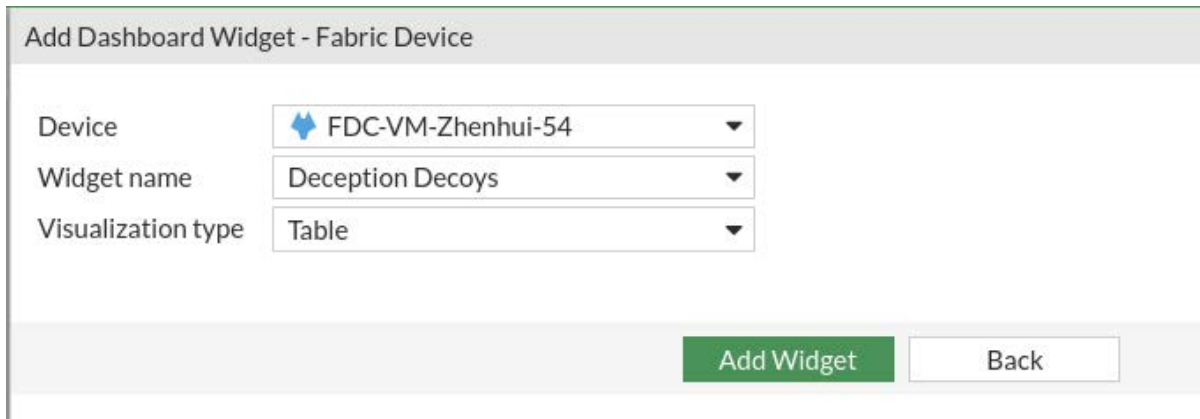 Add Dashboard Widget - Fabric Device
Device FDC-VM-Zhenhui-54
Widget name Deception Decoys
Visualization type Table
Add Widget Back